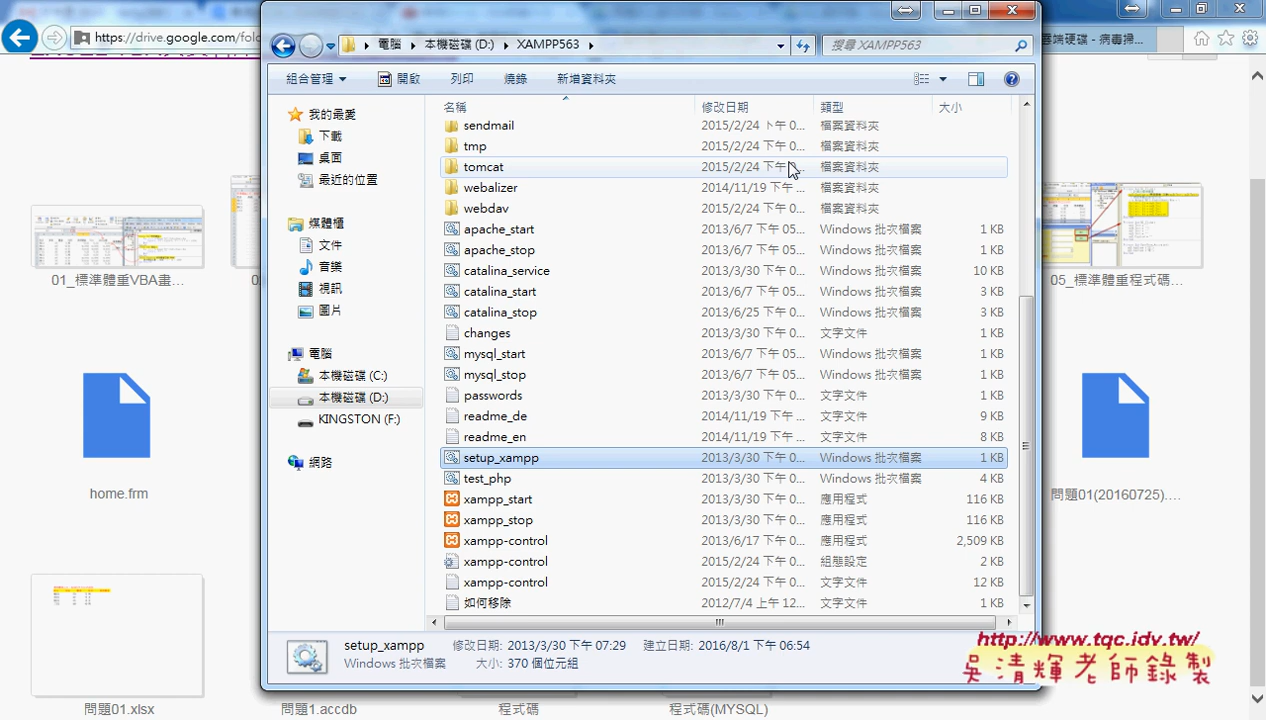 https://drive.google.com/fold
電腦 本機磁碟 (D:) XAMPP563
搜尋 XAMPP563
雲端硬碟 - 病毒掃...
組合管理 開啟 列印 燒錄 新增資料夾
我的最愛
下載
桌面
最近的位置
媒體櫃
文件
音樂
視訊
圖片
電腦
本機磁碟 (C:)
本機磁碟 (D:)
KINGSTON (F:)
網路
名稱 修改日期 類型 大小
sendmail 2015/2/24 下午 0... 檔案資料夾
tmp 2015/2/24 下午 0... 檔案資料夾
tomcat 2015/2/24 下午 0... 檔案資料夾
webalizer 2014/11/19 下午 ... 檔案資料夾
webdav 2015/2/24 下午 0... 檔案資料夾
apache_start 2013/6/7 下午 05... Windows 批次檔案 1 KB
apache_stop 2013/6/7 下午 05... Windows 批次檔案 1 KB
catalina_service 2013/3/30 下午 0... Windows 批次檔案 10 KB
catalina_start 2013/6/7 下午 05... Windows 批次檔案 3 KB
catalina_stop 2013/6/25 下午 0... Windows 批次檔案 3 KB
changes 2013/3/30 下午 0... 文字文件 1 KB
mysql_start 2013/6/7 下午 05... Windows 批次檔案 1 KB
mysql_stop 2013/6/7 下午 05... Windows 批次檔案 1 KB
passwords 2013/3/30 下午 0... 文字文件 1 KB
readme_de 2014/11/19 下午 ... 文字文件 9 KB
readme_en 2014/11/19 下午 ... 文字文件 8 KB
setup_xampp 2013/3/30 下午 0... Windows 批次檔案 1 KB
test_php 2013/3/30 下午 0... Windows 批次檔案 4 KB
xampp_start 2013/3/30 下午 0... 應用程式 116 KB
xampp_stop 2013/3/30 下午 0... 應用程式 116 KB
xampp-control 2013/6/17 下午 0... 應用程式 2,509 KB
xampp-control 2015/2/24 下午 0... 組態設定 2 KB
xampp-control 2015/2/24 下午 0... 文字文件 12 KB
如何移除 2012/7/4 上午 12... 文字文件 1 KB
setup_xampp 修改日期: 2013/3/30 下午 07:29 建立日期: 2016/8/1 下午 06:54
Windows 批次檔案 大小: 370 個位元組
01_標準體重VBA畫...
05_標準體重程式碼...
home.frm
問題01(20160725)....
問題01.xlsx
問題1.accdb
程式碼
程式碼(MYSQL)
http://www.tqc.idv.tw/
吳清輝老師錄製